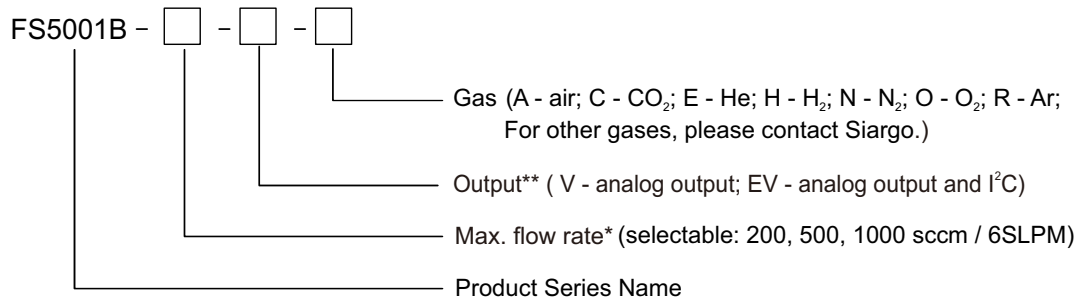 FS5001B – □ – □ – □
Gas (A - air; C - CO₂; E - He; H - H₂; N - N₂; O - O₂; R - Ar;
For other gases, please contact Siargo.)
Output** ( V - analog output; EV - analog output and I²C)
Max. flow rate* (selectable: 200, 500, 1000 sccm / 6SLPM)
Product Series Name